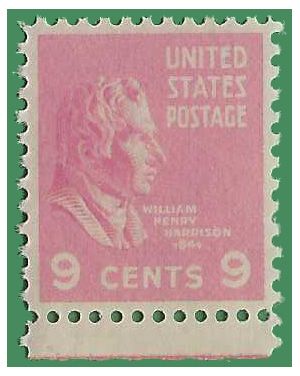 UNITED
STATES
POSTAGE
WILLIAM
HENRY
HARRISON
1841
9 CENTS 9